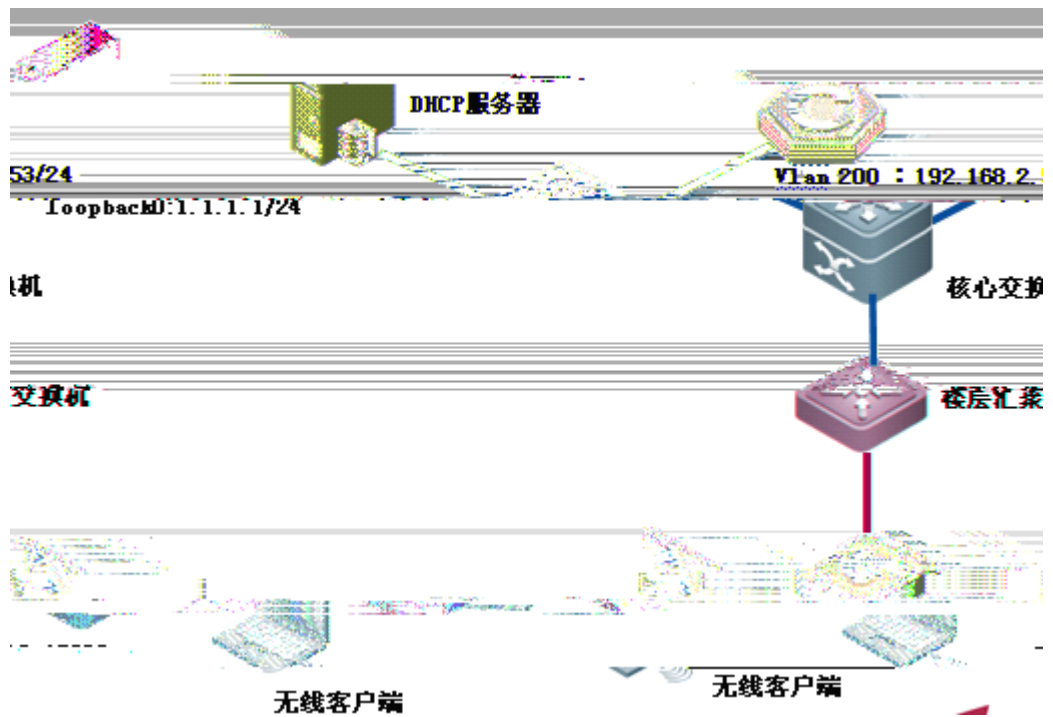 DHCP服务器
53/24
Vlan 200 : 192.168.2.
loopback0:1.1.1.1/24
换机
核心交换
交换机
楼层汇聚
无线客户端
无线客户端